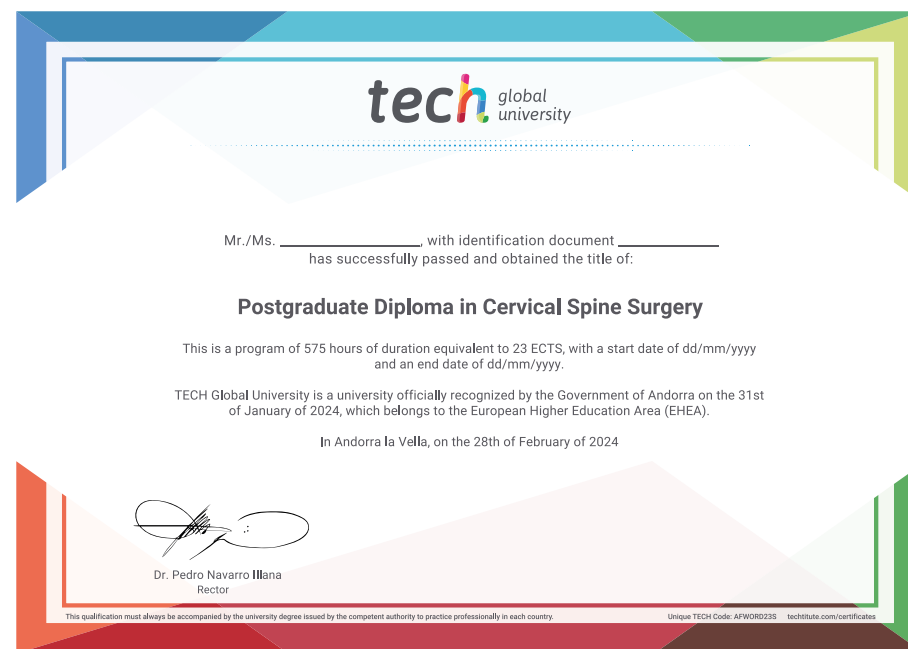 tech global university
Mr./Ms. ____________________, with identification document ______________
has successfully passed and obtained the title of:
Postgraduate Diploma in Cervical Spine Surgery
This is a program of 575 hours of duration equivalent to 23 ECTS, with a start date of dd/mm/yyyy
and an end date of dd/mm/yyyy.
TECH Global University is a university officially recognized by the Government of Andorra on the 31st
of January of 2024, which belongs to the European Higher Education Area (EHEA).
In Andorra la Vella, on the 28th of February of 2024
Dr. Pedro Navarro Illana
Rector
This qualification must always be accompanied by the university degree issued by the competent authority to practice professionally in each country.
Unique TECH Code: AFWORD23S techtitute.com/certificates